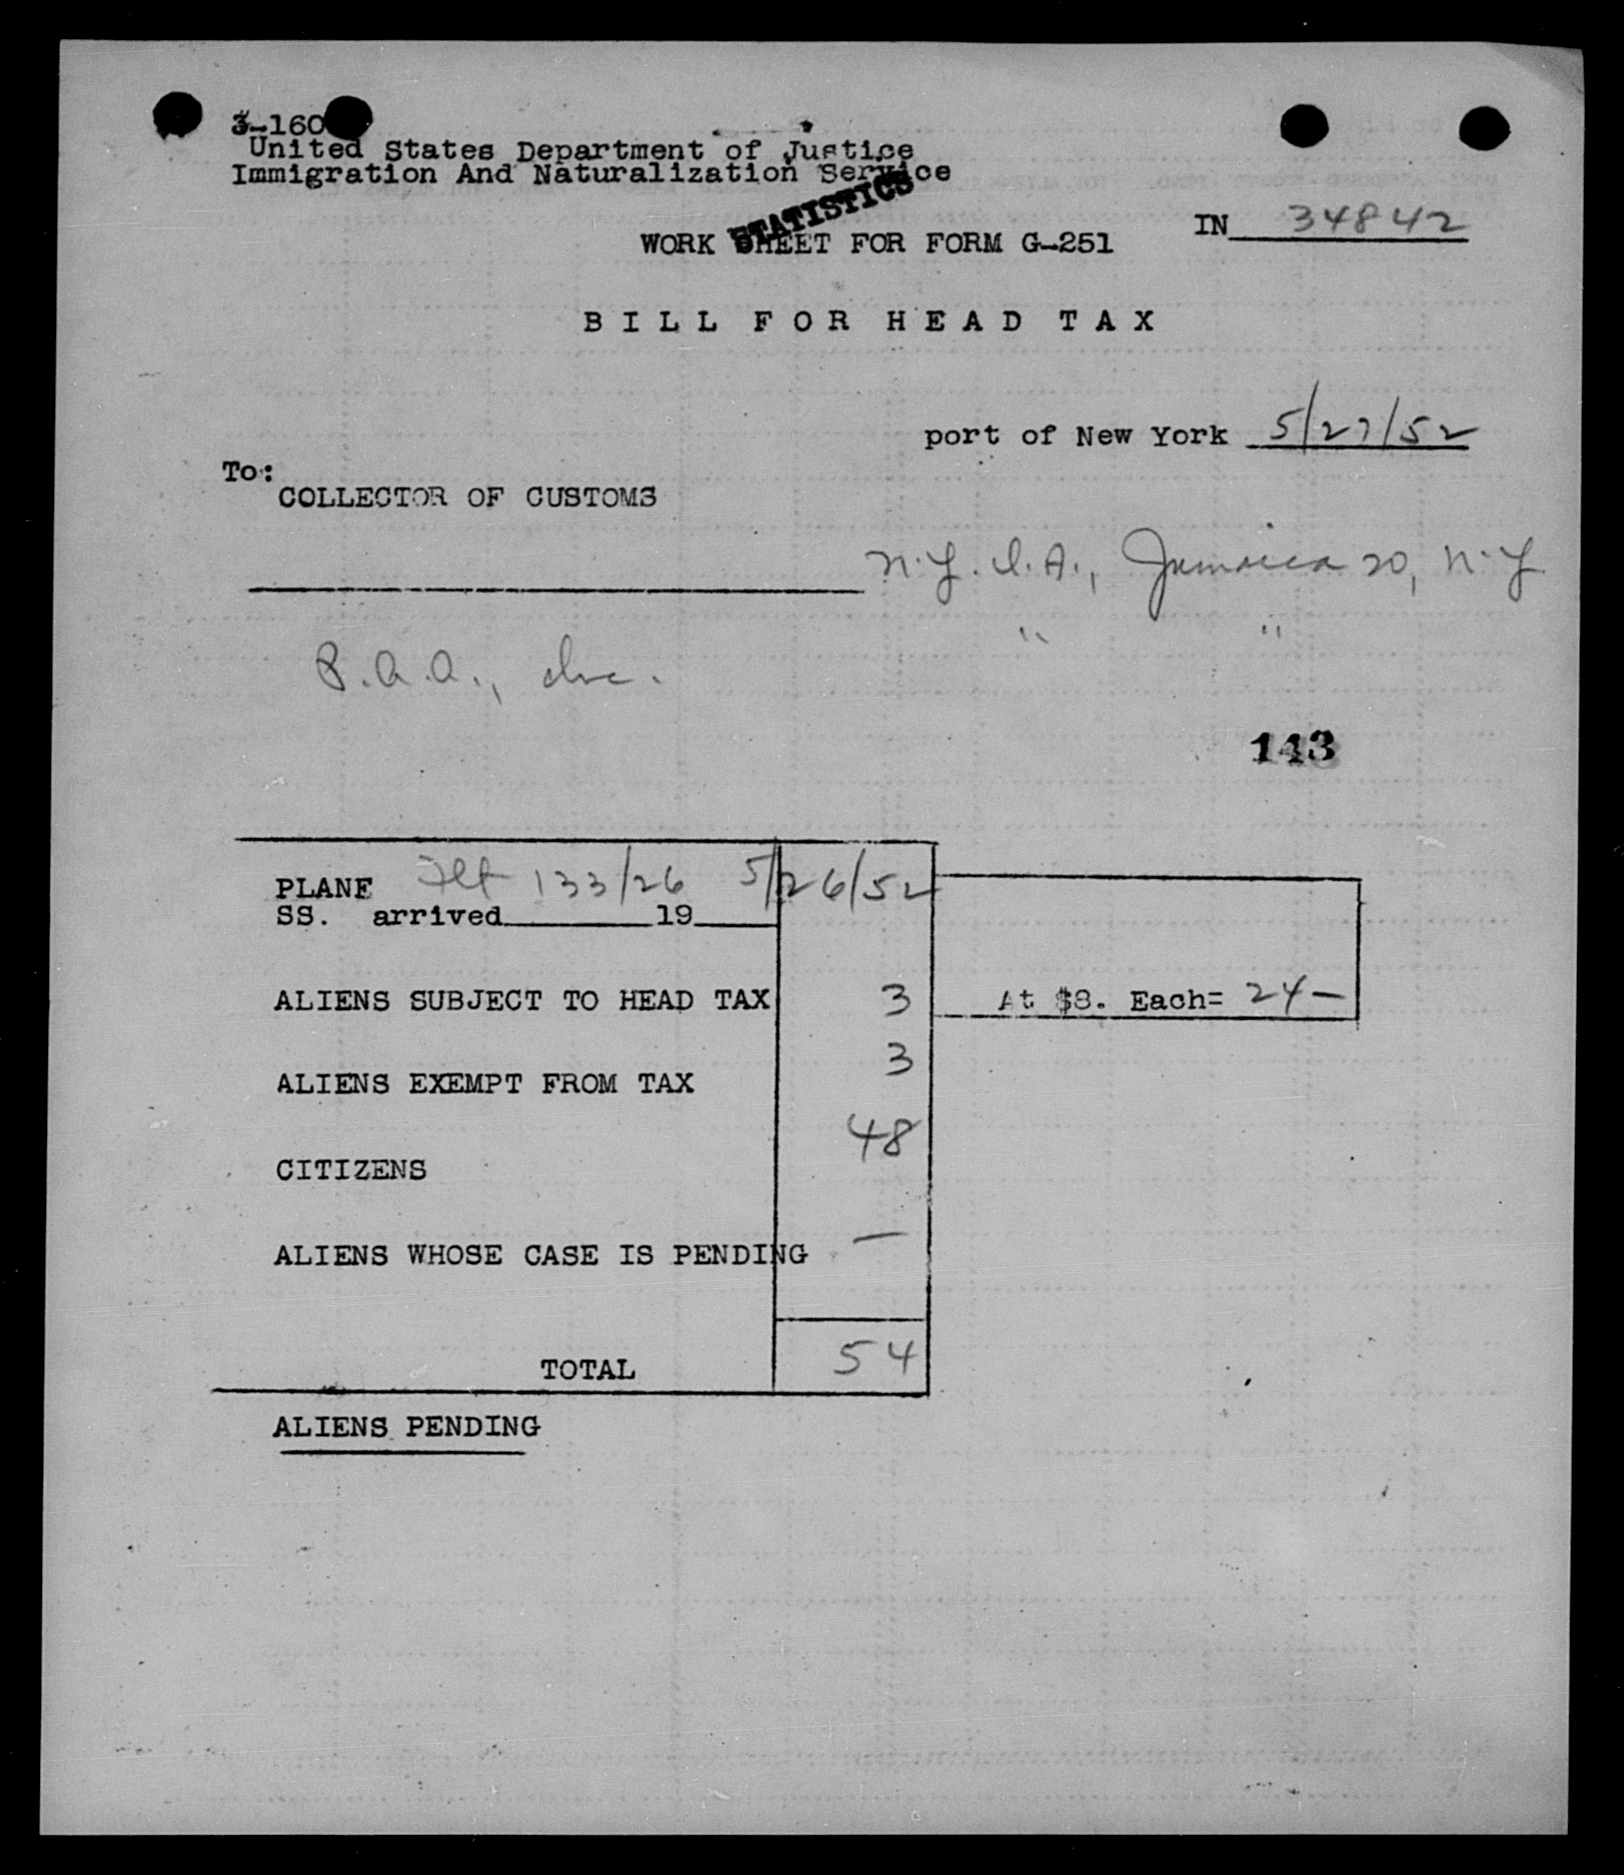 3-160
United States Department of Justice
Immigration And Naturalization Service
STATISTICS
IN 34842
WORK SHEET FOR FORM G-251
BILL FOR HEAD TAX
port of New York 5/27/52
To:
COLLECTOR OF CUSTOMS
N.Y.I.A., Jamaica 20, N.Y
P.A.A., Inc. " "
143
PLANE Flt 133/26 5/26/52
SS. arrived 19
ALIENS SUBJECT TO HEAD TAX 3 At $8. Each= 24-
ALIENS EXEMPT FROM TAX 3
CITIZENS 48
ALIENS WHOSE CASE IS PENDING —
TOTAL 54
ALIENS PENDING